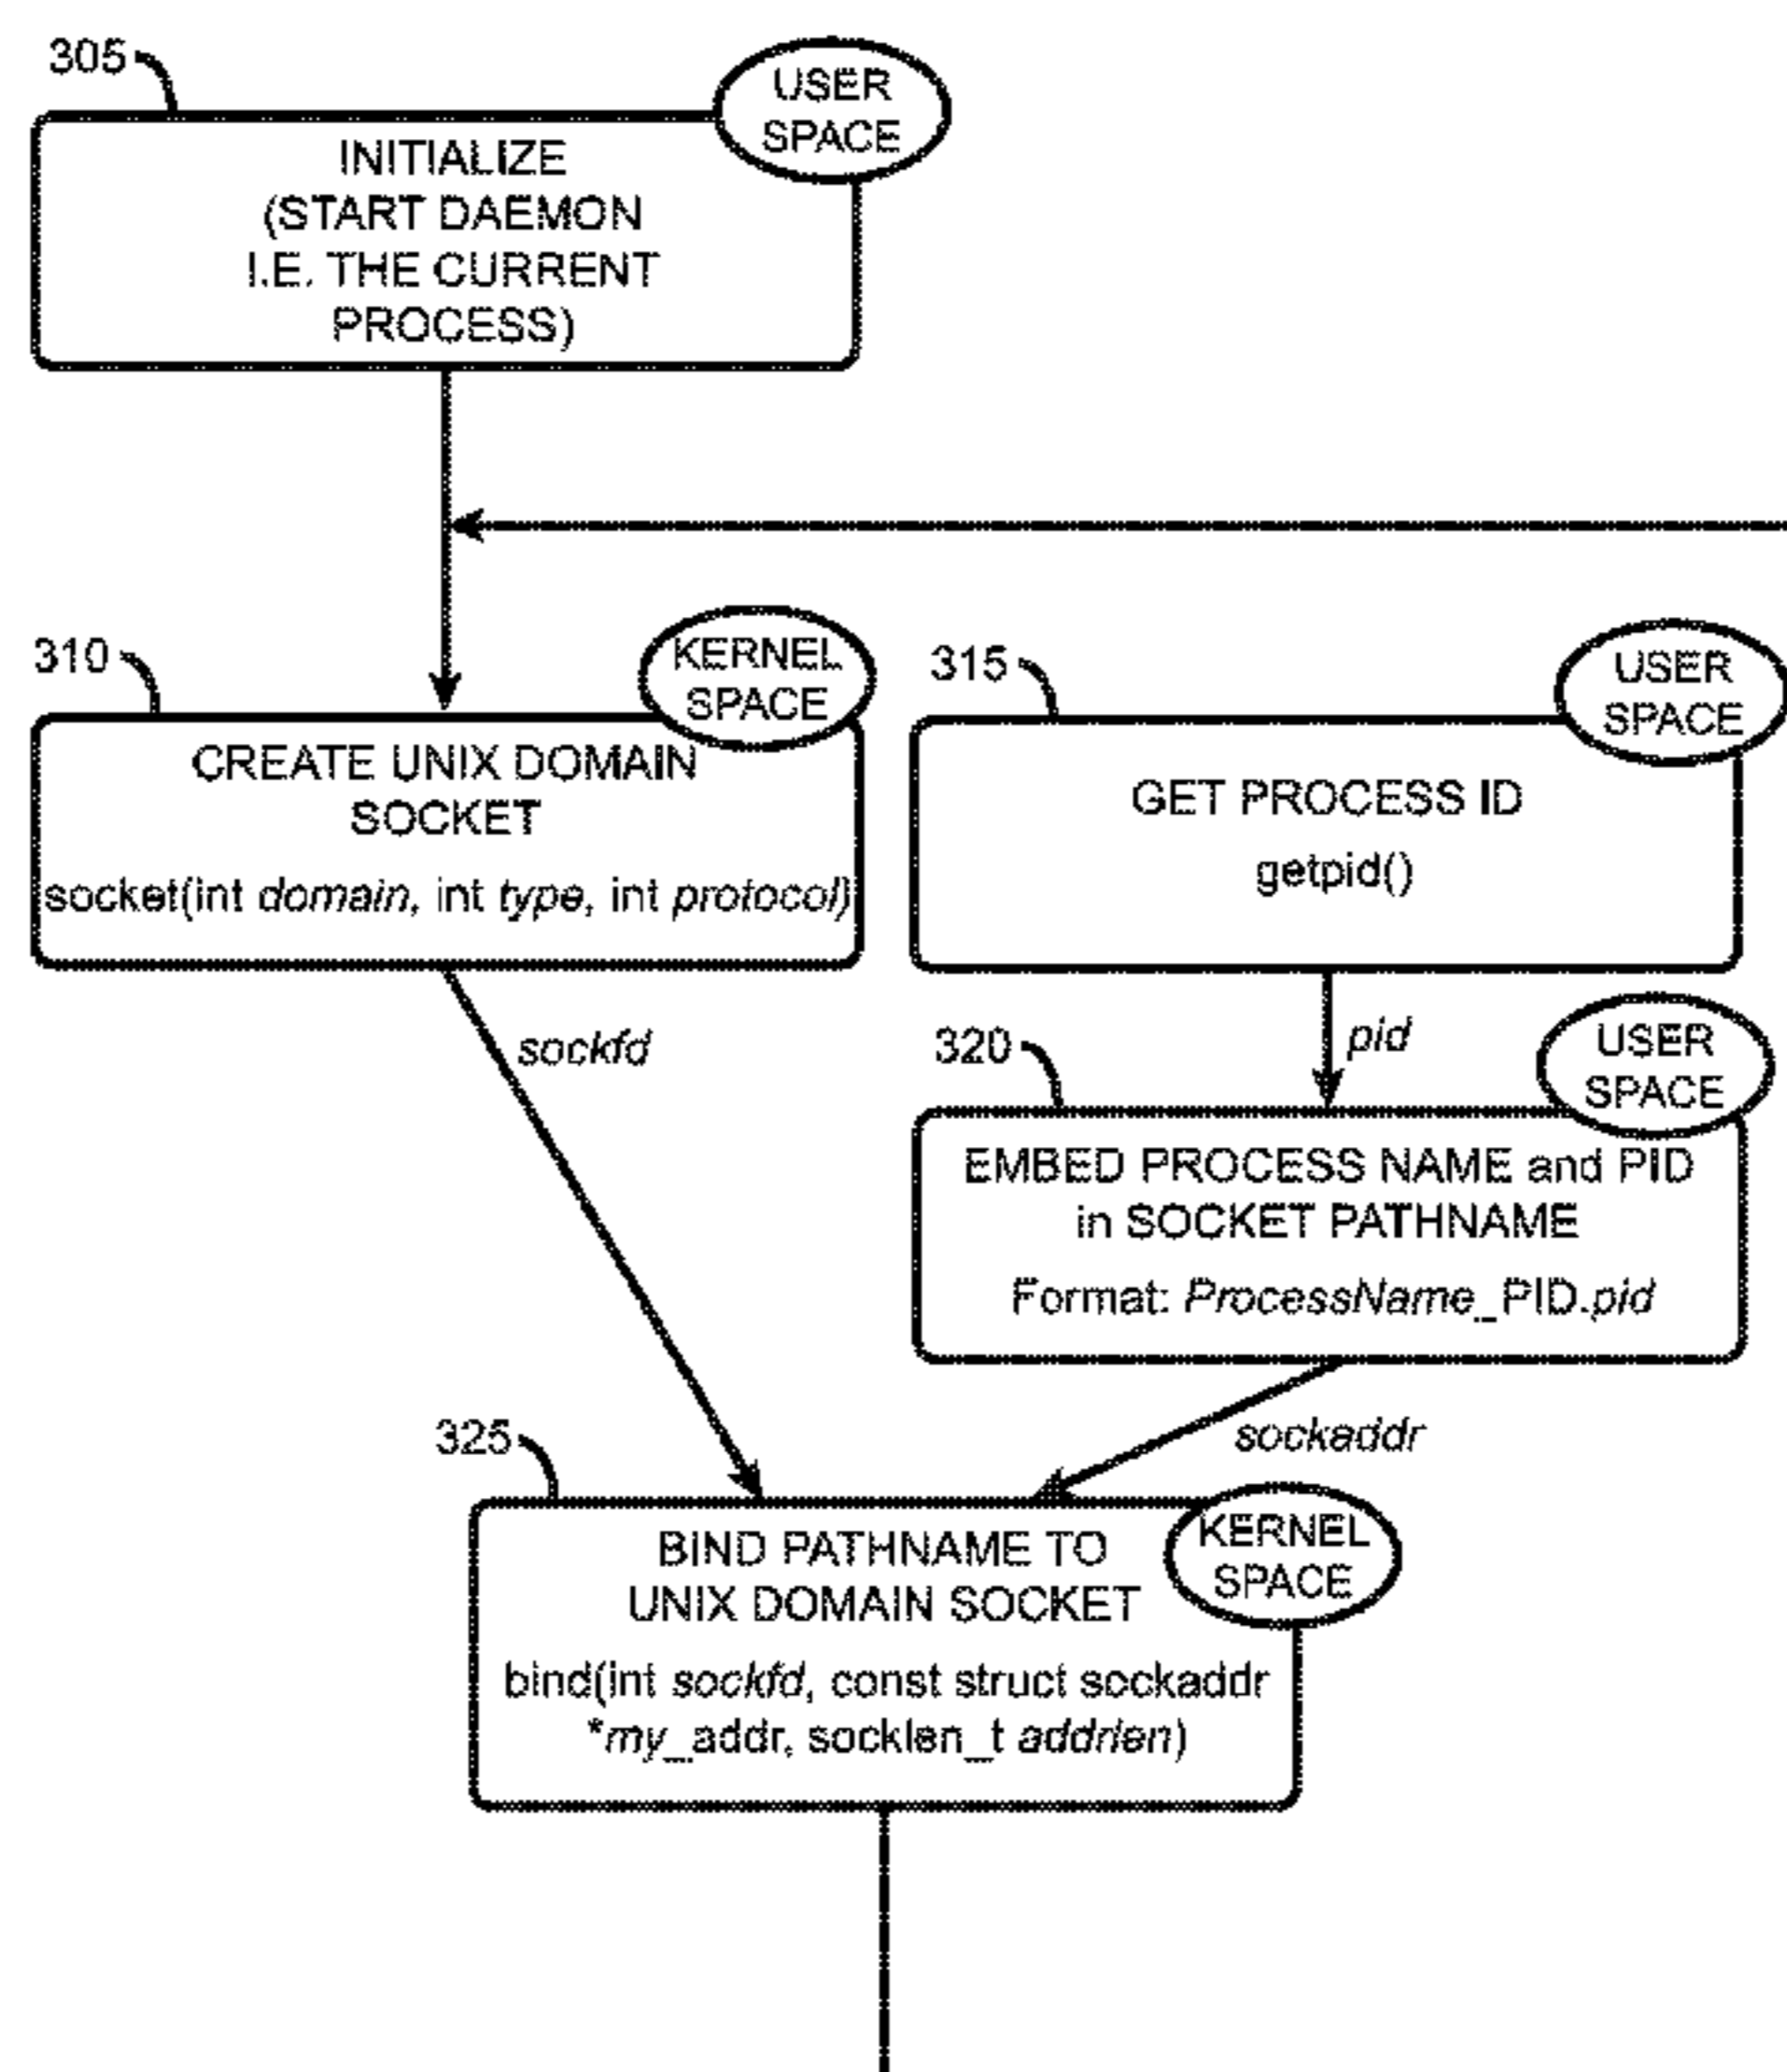 305
USER
SPACE
INITIALIZE
(START DAEMON
I.E. THE CURRENT
PROCESS)
310
KERNEL
SPACE
CREATE UNIX DOMAIN
SOCKET
socket(int domain, int type, int protocol)
315
USER
SPACE
GET PROCESS ID
getpid()
sockfd
pid
320
USER
SPACE
EMBED PROCESS NAME and PID
in SOCKET PATHNAME
Format: ProcessName_PID.pid
sockaddr
325
KERNEL
SPACE
BIND PATHNAME TO
UNIX DOMAIN SOCKET
bind(int sockfd, const struct sockaddr
*my_addr, socklen_t addrlen)